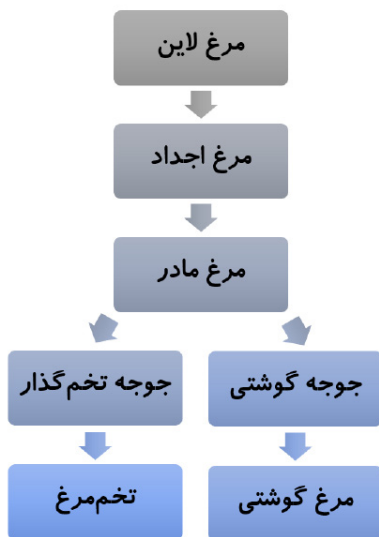 مرغ لاین
مرغ اجداد
مرغ مادر
جوجه گوشتی
جوجه تخم‌گذار
مرغ گوشتی
تخم‌مرغ